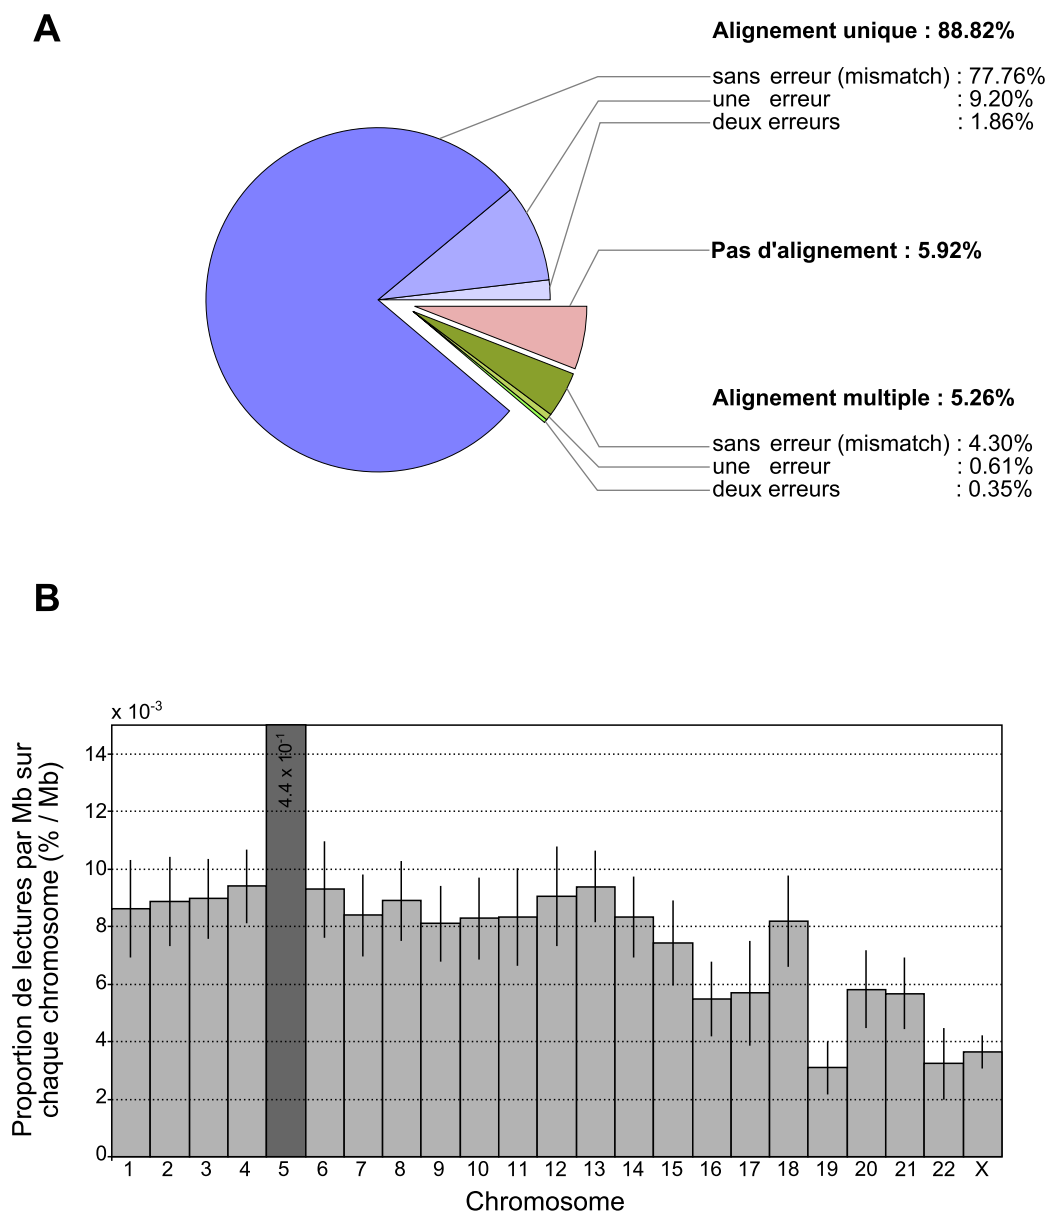 A
Alignement unique : 88.82%
sans erreur (mismatch) : 77.76%
une erreur : 9.20%
deux erreurs : 1.86%
Pas d'alignement : 5.92%
Alignement multiple : 5.26%
sans erreur (mismatch) : 4.30%
une erreur : 0.61%
deux erreurs : 0.35%
B
x 10-3
Proportion de lectures par Mb sur
chaque chromosome (% / Mb)
14
12
10
8
6
4
2
0
4.4 x 10-1
1 2 3 4 5 6 7 8 9 10 11 12 13 14 15 16 17 18 19 20 21 22 X
Chromosome